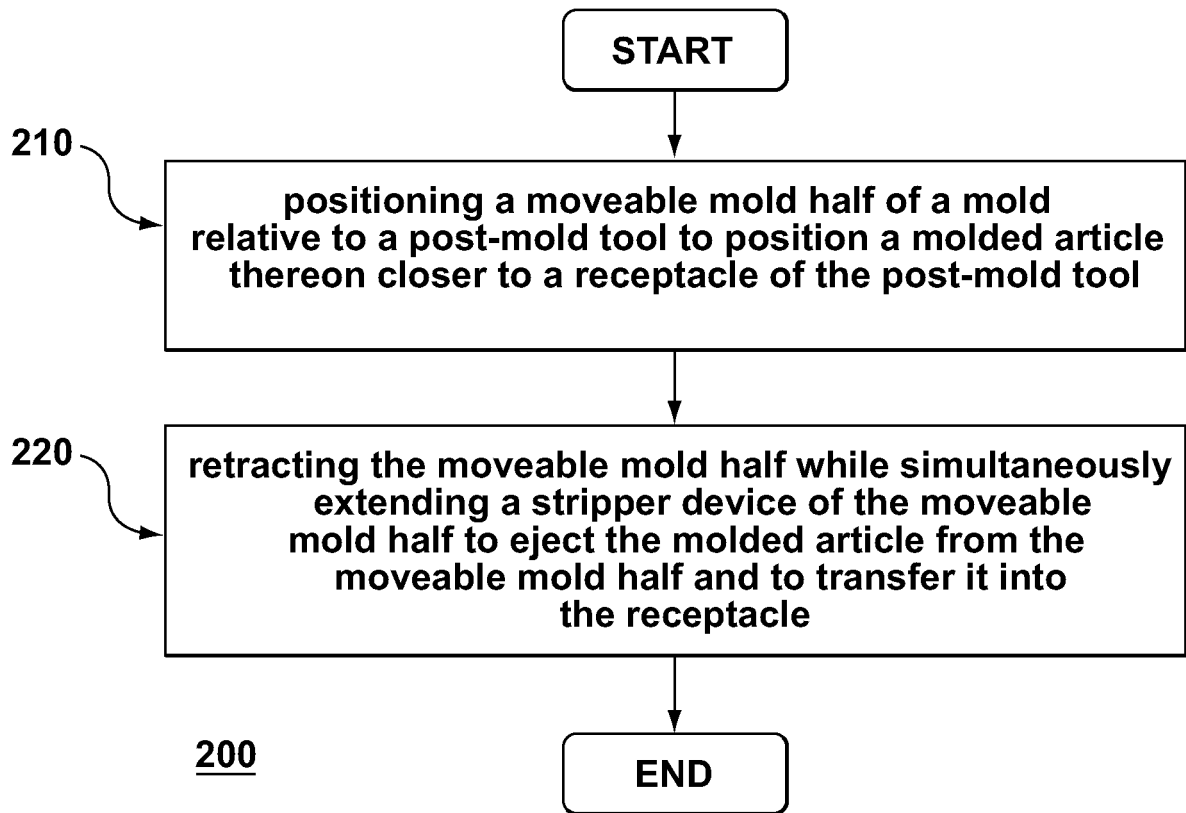 START
210
positioning a moveable mold half of a mold
relative to a post-mold tool to position a molded article
thereon closer to a receptacle of the post-mold tool
220
retracting the moveable mold half while simultaneously
extending a stripper device of the moveable
mold half to eject the molded article from the
moveable mold half and to transfer it into
the receptacle
200
END